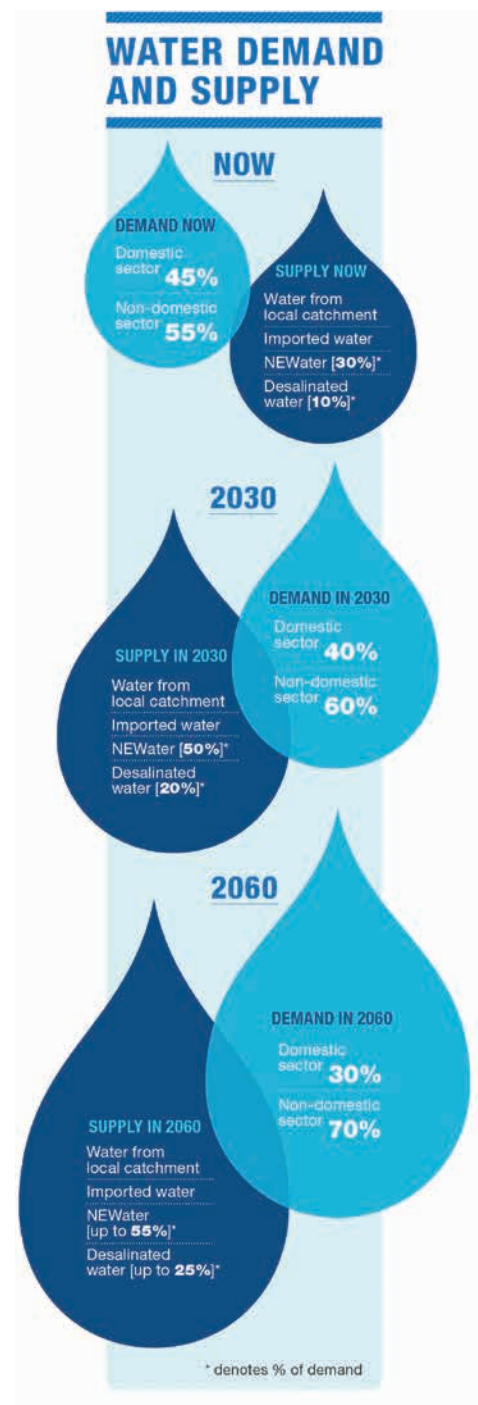 WATER DEMAND
AND SUPPLY
NOW
DEMAND NOW
Domestic
sector 45%
Non-domestic
sector 55%
SUPPLY NOW
Water from
local catchment
Imported water
NEWater [30%]*
Desalinated
water [10%]*
2030
DEMAND IN 2030
Domestic
sector 40%
Non-domestic
sector 60%
SUPPLY IN 2030
Water from
local catchment
Imported water
NEWater [50%]*
Desalinated
water [20%]*
2060
DEMAND IN 2060
Domestic
sector 30%
Non-domestic
sector 70%
SUPPLY IN 2060
Water from
local catchment
Imported water
NEWater
[up to 55%]*
Desalinated
water [up to 25%]*
* denotes % of demand